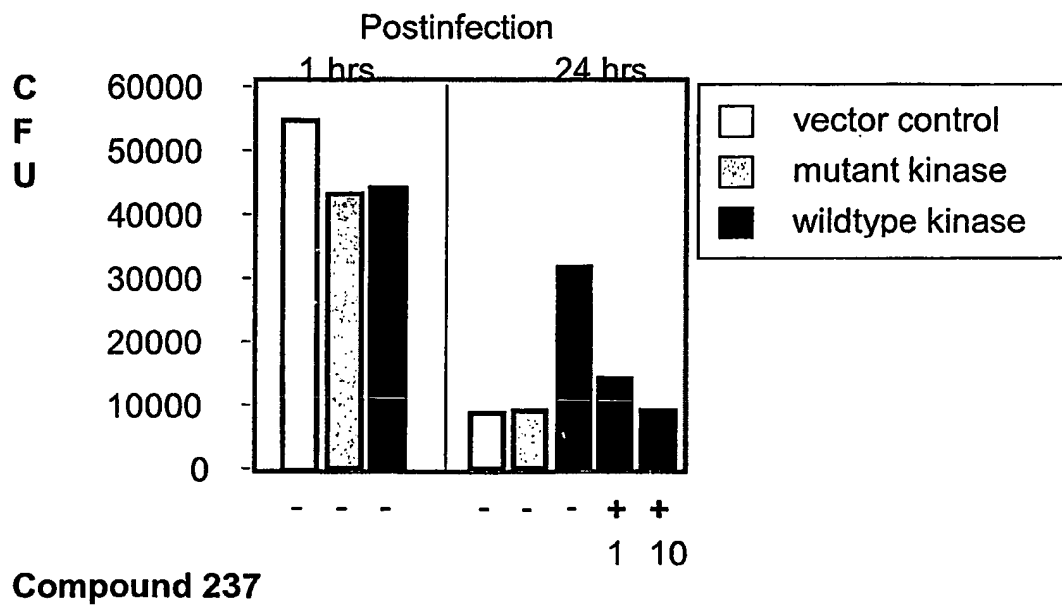 Postinfection
1 hrs 24 hrs
C
F
U
60000
50000
40000
30000
20000
10000
0
vector control
mutant kinase
wildtype kinase
- - - - - - + +
1 10
Compound 237